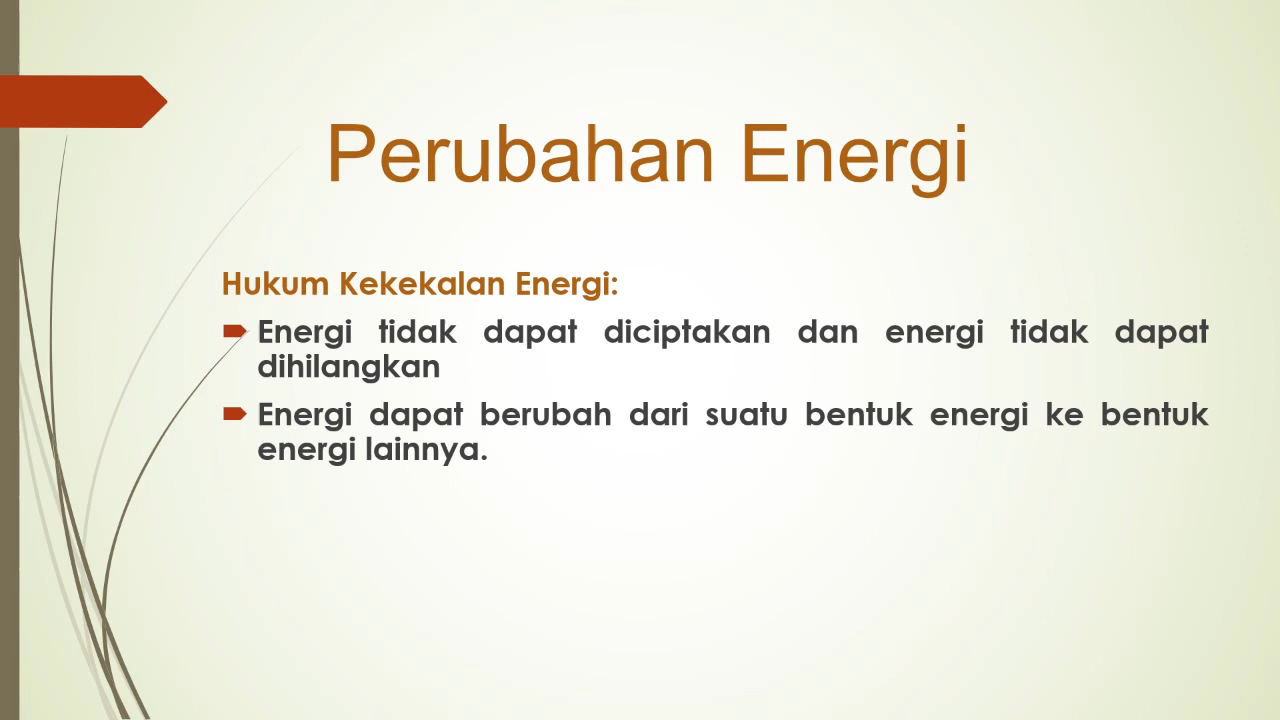 Perubahan Energi
Hukum Kekekalan Energi:
Energi tidak dapat diciptakan dan energi tidak dapat
dihilangkan
Energi dapat berubah dari suatu bentuk energi ke bentuk
energi lainnya.